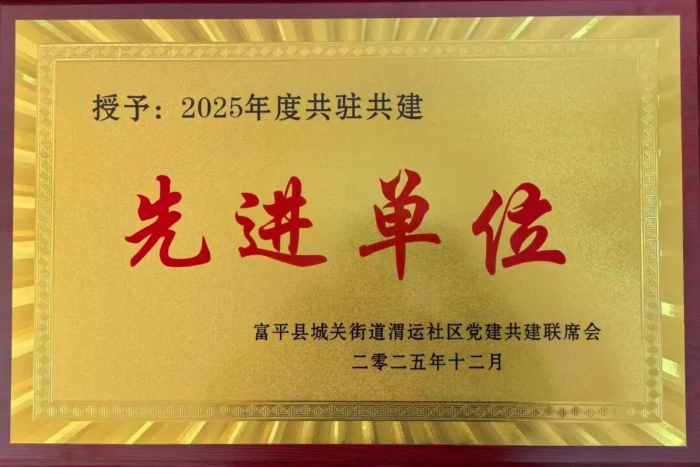 授予：2025年度共驻共建
先进单位
富平县城关街道渭运社区党建共建联席会
二零二五年十二月